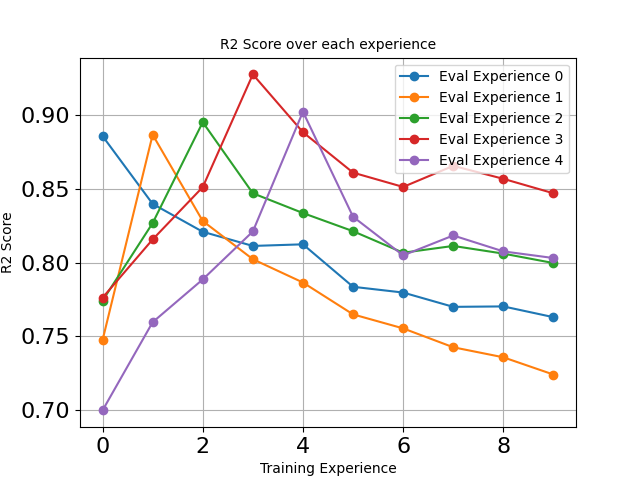 R2 Score over each experience
Eval Experience 0
Eval Experience 1
Eval Experience 2
Eval Experience 3
Eval Experience 4
0.90
0.85
0.80
0.75
0.70
R2 Score
0 2 4 6 8
Training Experience